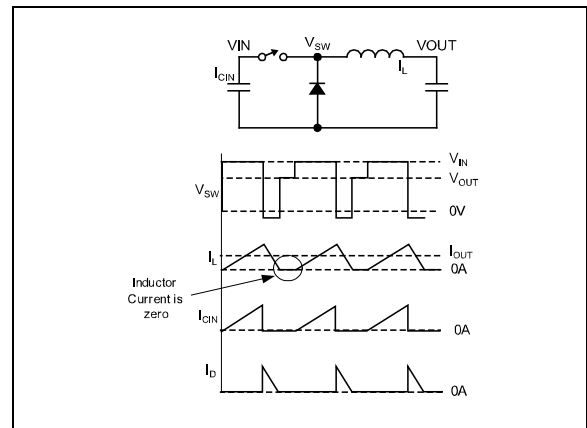 VIN
VSW
VOUT
ICIN
IL
VIN
VOUT
VSW
0V
IL
IOUT
0A
Inductor
Current is
zero
ICIN
0A
ID
0A